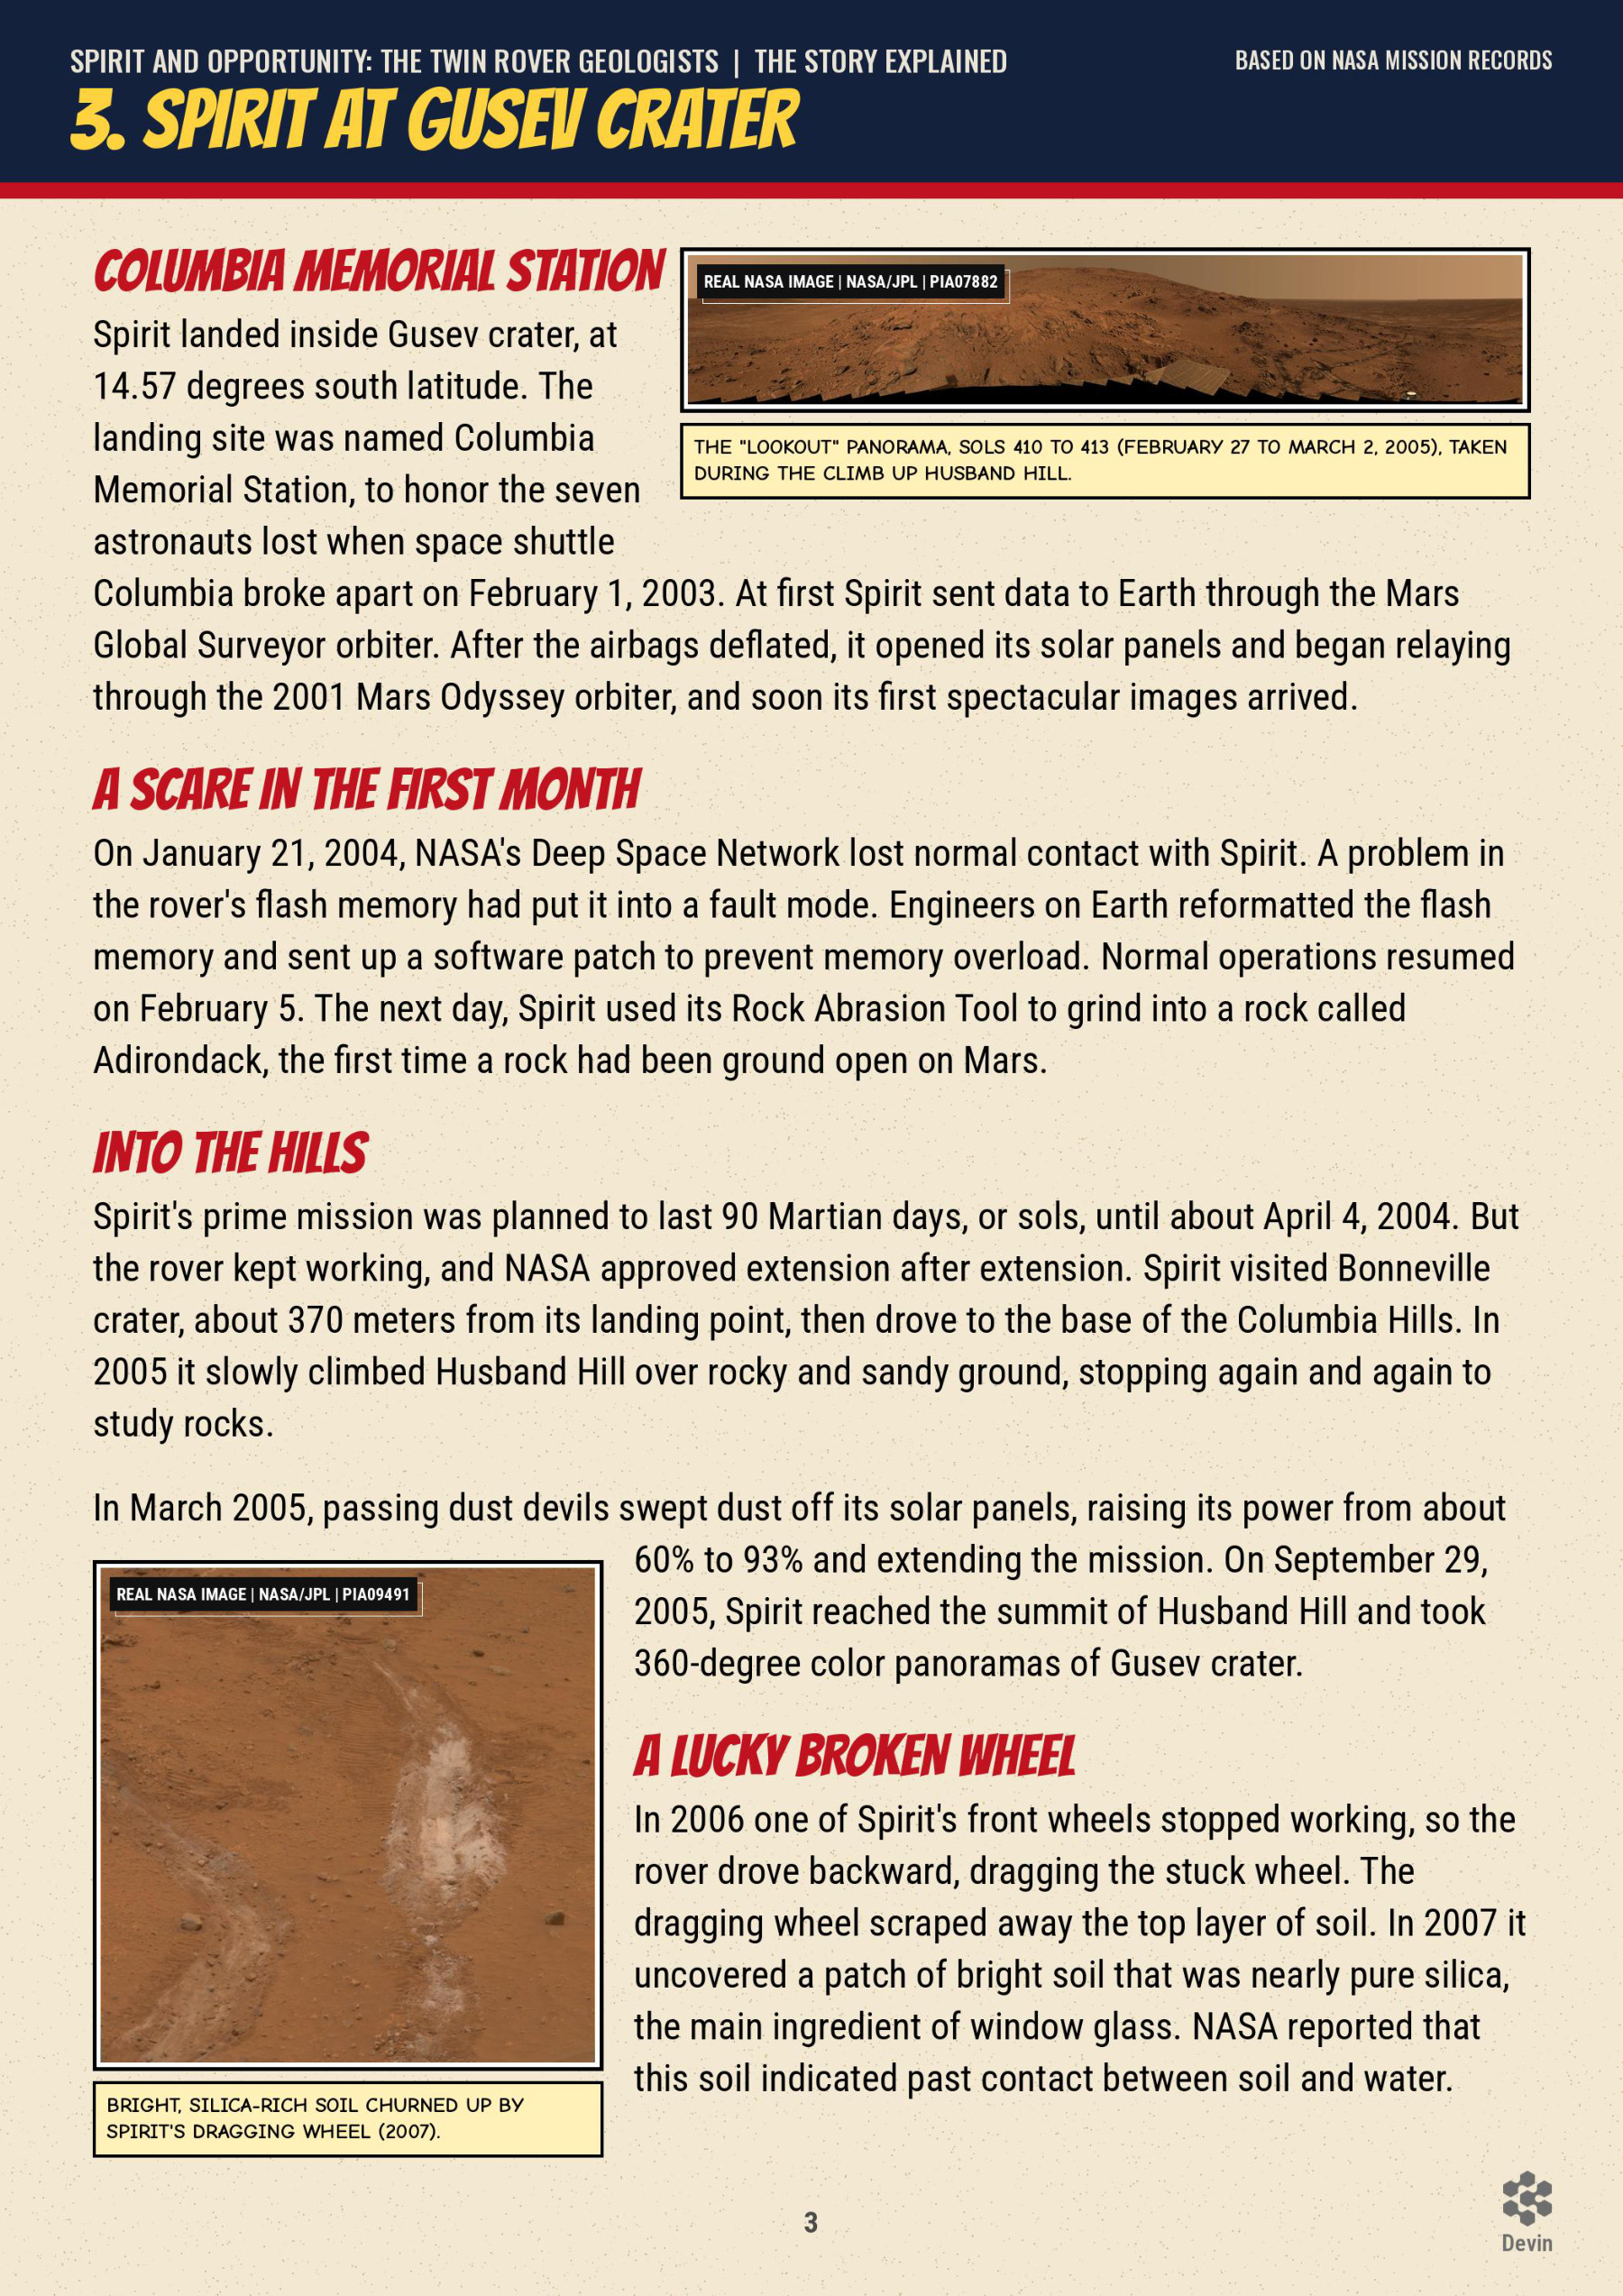 SPIRIT AND OPPORTUNITY: THE TWIN ROVER GEOLOGISTS | THE STORY EXPLAINED
BASED ON NASA MISSION RECORDS
3. SPIRIT AT GUSEV CRATER
COLUMBIA MEMORIAL STATION
Spirit landed inside Gusev crater, at
14.57 degrees south latitude. The
landing site was named Columbia
Memorial Station, to honor the seven
astronauts lost when space shuttle
REAL NASA IMAGE | NASA/JPL | PIA07882
THE "LOOKOUT" PANORAMA, SOLS 410 TO 413 (FEBRUARY 27 TO MARCH 2, 2005), TAKEN
DURING THE CLIMB UP HUSBAND HILL.
Columbia broke apart on February 1, 2003. At first Spirit sent data to Earth through the Mars
Global Surveyor orbiter. After the airbags deflated, it opened its solar panels and began relaying
through the 2001 Mars Odyssey orbiter, and soon its first spectacular images arrived.
A SCARE IN THE FIRST MONTH
On January 21, 2004, NASA's Deep Space Network lost normal contact with Spirit. A problem in
the rover's flash memory had put it into a fault mode. Engineers on Earth reformatted the flash
memory and sent up a software patch to prevent memory overload. Normal operations resumed
on February 5. The next day, Spirit used its Rock Abrasion Tool to grind into a rock called
Adirondack, the first time a rock had been ground open on Mars.
INTO THE HILLS
Spirit's prime mission was planned to last 90 Martian days, or sols, until about April 4, 2004. But
the rover kept working, and NASA approved extension after extension. Spirit visited Bonneville
crater, about 370 meters from its landing point, then drove to the base of the Columbia Hills. In
2005 it slowly climbed Husband Hill over rocky and sandy ground, stopping again and again to
study rocks.
In March 2005, passing dust devils swept dust off its solar panels, raising its power from about
60% to 93% and extending the mission. On September 29,
2005, Spirit reached the summit of Husband Hill and took
360-degree color panoramas of Gusev crater.
REAL NASA IMAGE | NASA/JPL | PIA09491
BRIGHT, SILICA-RICH SOIL CHURNED UP BY
SPIRIT'S DRAGGING WHEEL (2007).
A LUCKY BROKEN WHEEL
In 2006 one of Spirit's front wheels stopped working, so the
rover drove backward, dragging the stuck wheel. The
dragging wheel scraped away the top layer of soil. In 2007 it
uncovered a patch of bright soil that was nearly pure silica,
the main ingredient of window glass. NASA reported that
this soil indicated past contact between soil and water.
3
Devin